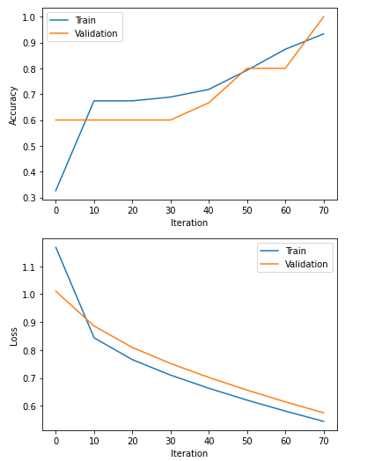 Train
Validation
1.0
0.9
0.8
0.7
0.6
0.5
0.4
0.3
Accuracy
0 10 20 30 40 50 60 70
Iteration
Train
Validation
1.1
1.0
0.9
0.8
0.7
0.6
Loss
0 10 20 30 40 50 60 70
Iteration